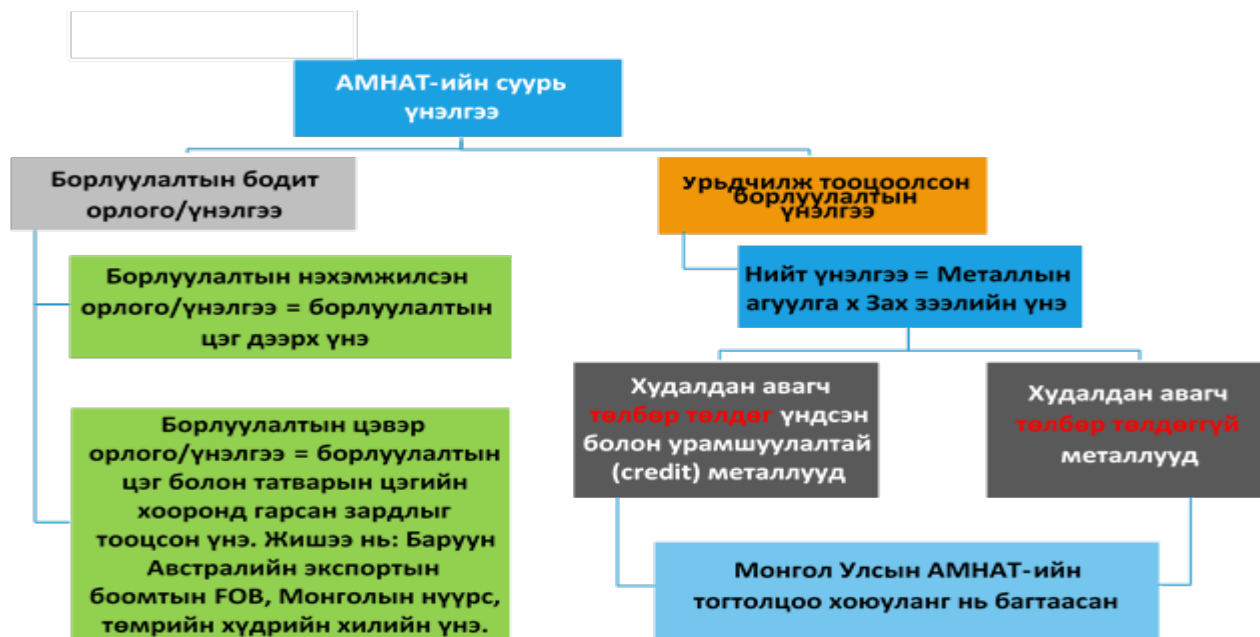 АМНАТ-ийн суурь
үнэлгээ
Борлуулалтын бодит
орлого/үнэлгээ
Урьдчилж тооцоолсон
борлуулалтын
үнэлгээ
Борлуулалтын нэхэмжилсэн
орлого/үнэлгээ = борлуулалтын
цэг дээрх үнэ
Нийт үнэлгээ = Металлын
агуулга х Зах зээлийн үнэ
Борлуулалтын цэвэр
орлого/үнэлгээ = борлуулалтын
цэг болон татварын цэгийн
хооронд гарсан зардлыг
тооцсон үнэ. Жишээ нь: Баруун
Австралийн экспортын
боомтын FOB, Монголын нүүрс,
төмрийн хүдрийн хилийн үнэ.
Худалдан авагч
төлбөр төлдөг үндсэн
болон урамшуулалтай
(credit) металлууд
Худалдан авагч
төлбөр төлдөггүй
металлууд
Монгол Улсын АМНАТ-ийн
тогтолцоо хоюуланг нь багтаасан